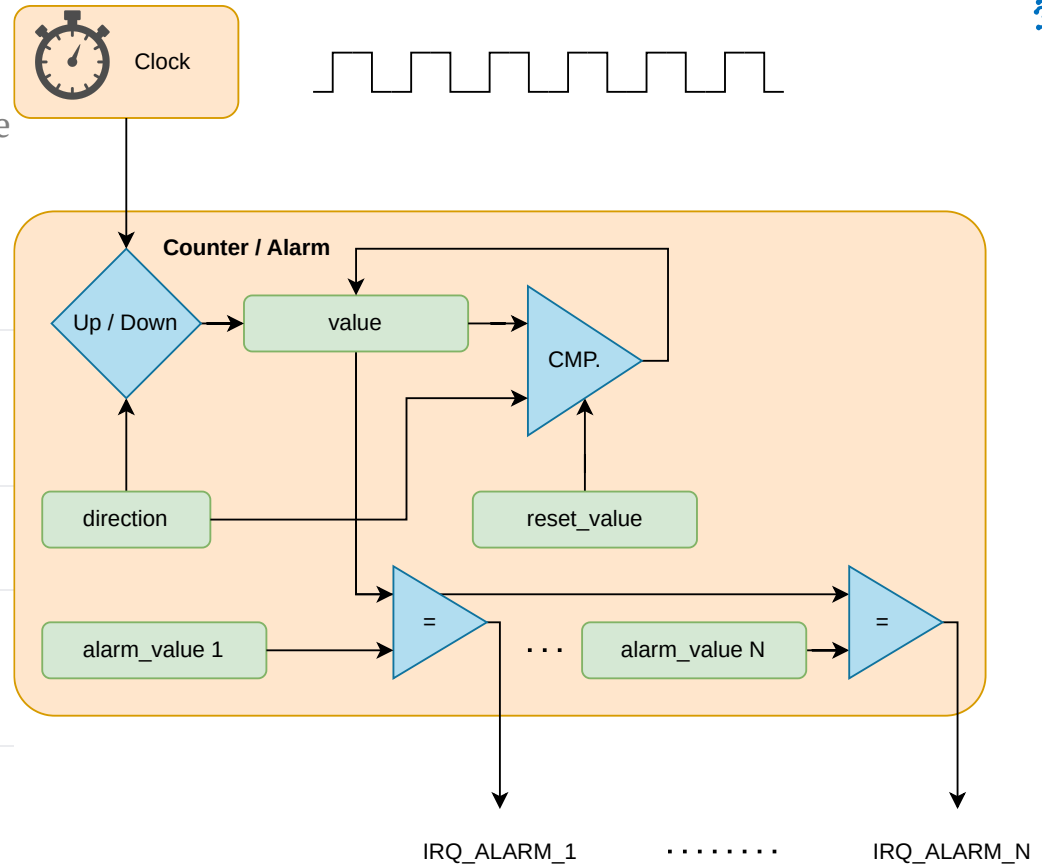 Clock
e
Counter / Alarm
Up / Down
value
CMP.
direction
reset_value
=
=
alarm_value 1
. . .
alarm_value N
IRQ_ALARM_1
. . . . . . . .
IRQ_ALARM_N